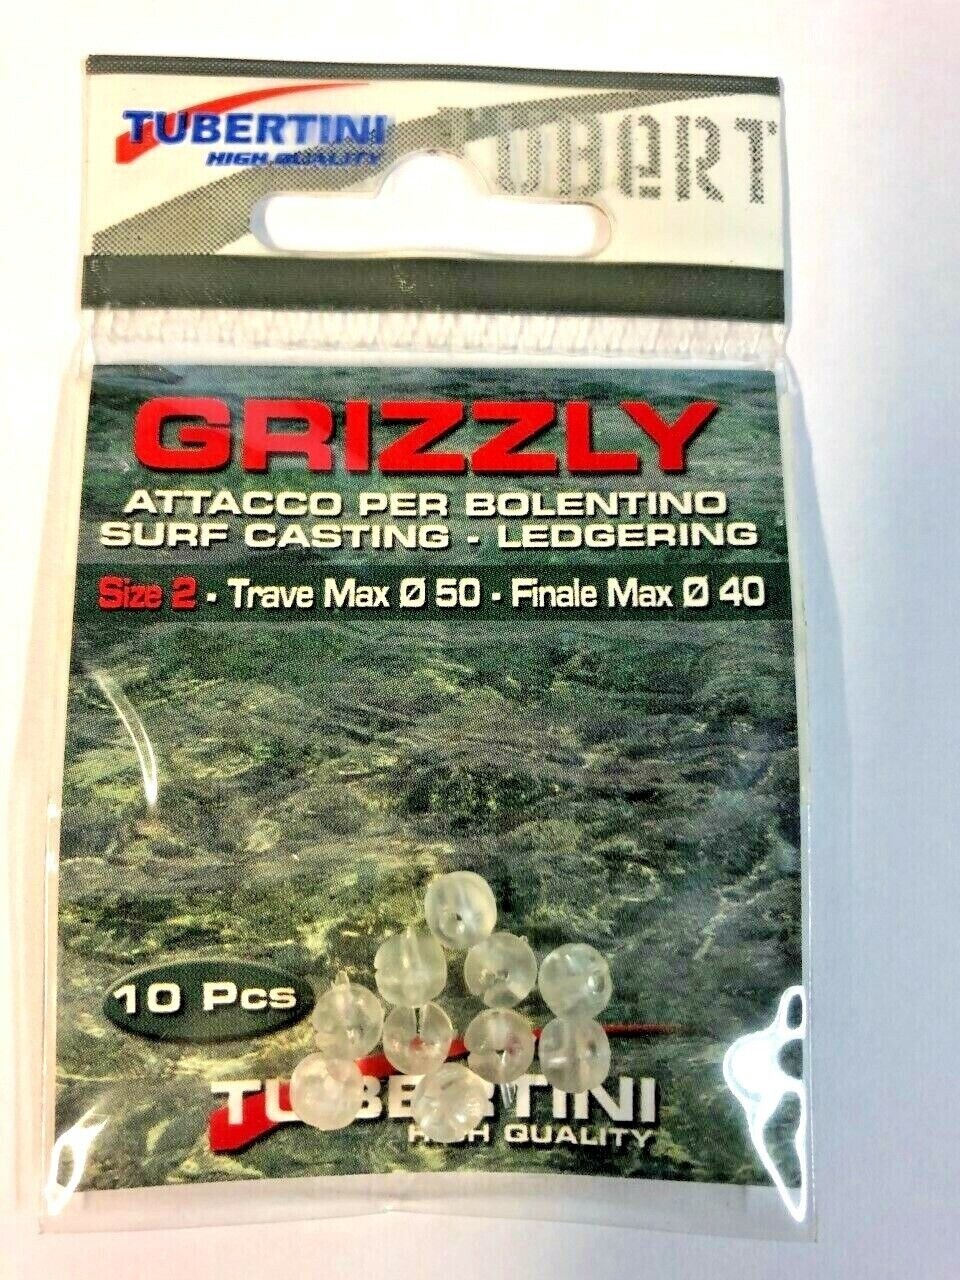 TUBERTINI
HIGH QUALITY
TUBERT
GRIZZLY
ATTACCO PER BOLENTINO
SURF CASTING - LEDGERING
Size 2 - Trave Max Ø 50 - Finale Max Ø 40
10 Pcs
TUBERTINI
HIGH QUALITY